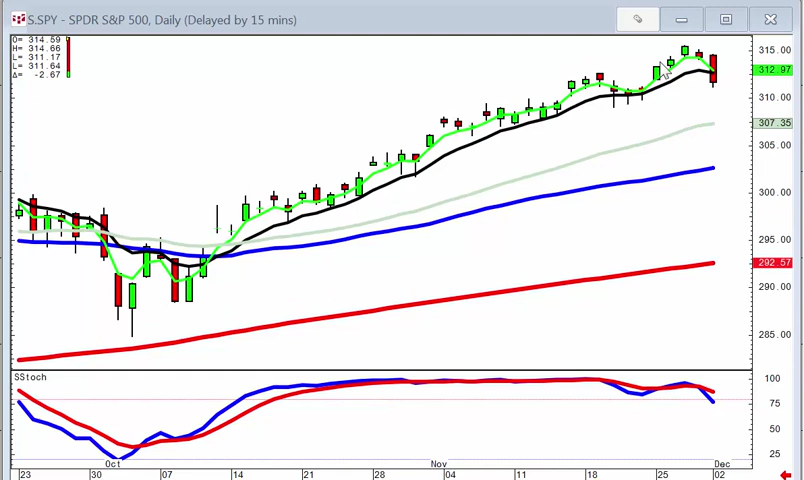 S.SPY - SPDR S&P 500, Daily (Delayed by 15 mins)
O= 314.59
H= 314.66
L= 311.17
L= 311.64
Δ= -2.67
315.00
312.97
310.00
307.35
305.00
300.00
295.00
292.57
290.00
285.00
SStoch
100
75
50
25
Oct Nov Dec
23 30 07 14 21 28 04 11 18 25 02